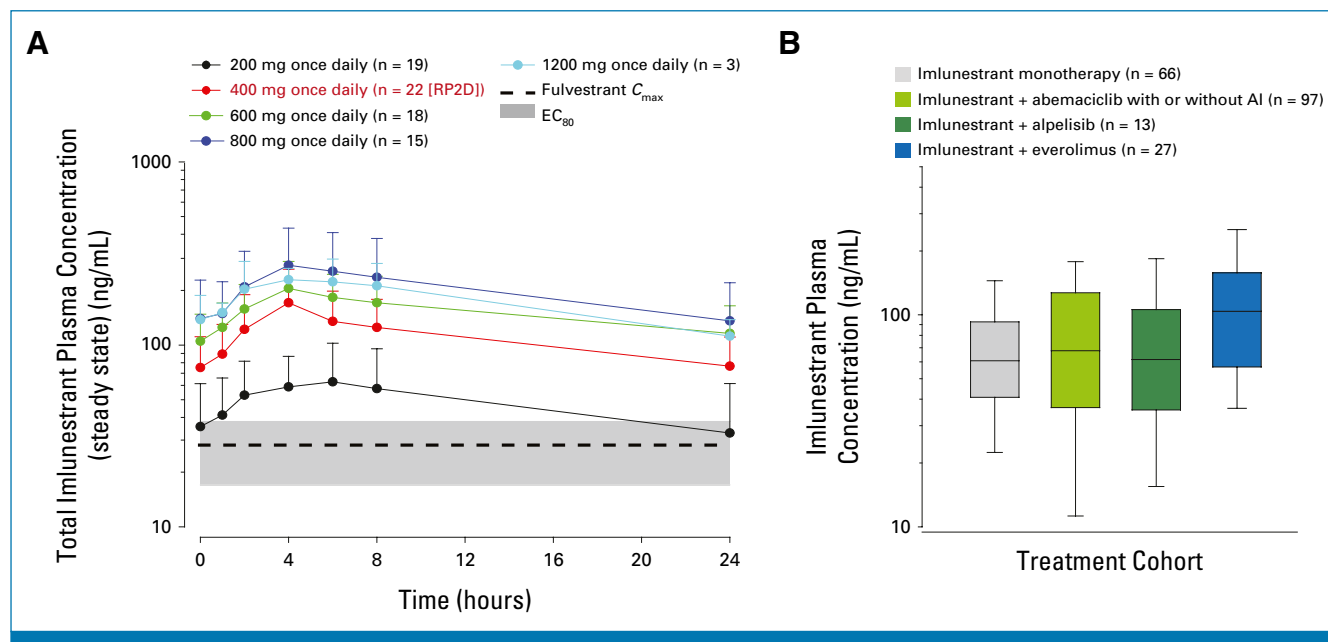 A
200 mg once daily (n = 19)
400 mg once daily (n = 22 [RP2D])
600 mg once daily (n = 18)
800 mg once daily (n = 15)
1200 mg once daily (n = 3)
Fulvestrant Cmax
EC80
Total Imlunestrant Plasma Concentration
(steady state) (ng/mL)
1000
100
10
0
4
8
12
16
20
24
Time (hours)
B
Imlunestrant monotherapy (n = 66)
Imlunestrant + abemaciclib with or without AI (n = 97)
Imlunestrant + alpelisib (n = 13)
Imlunestrant + everolimus (n = 27)
Imlunestrant Plasma
Concentration (ng/mL)
100
10
Treatment Cohort